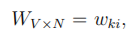 W_{V×N} = w_{ki},